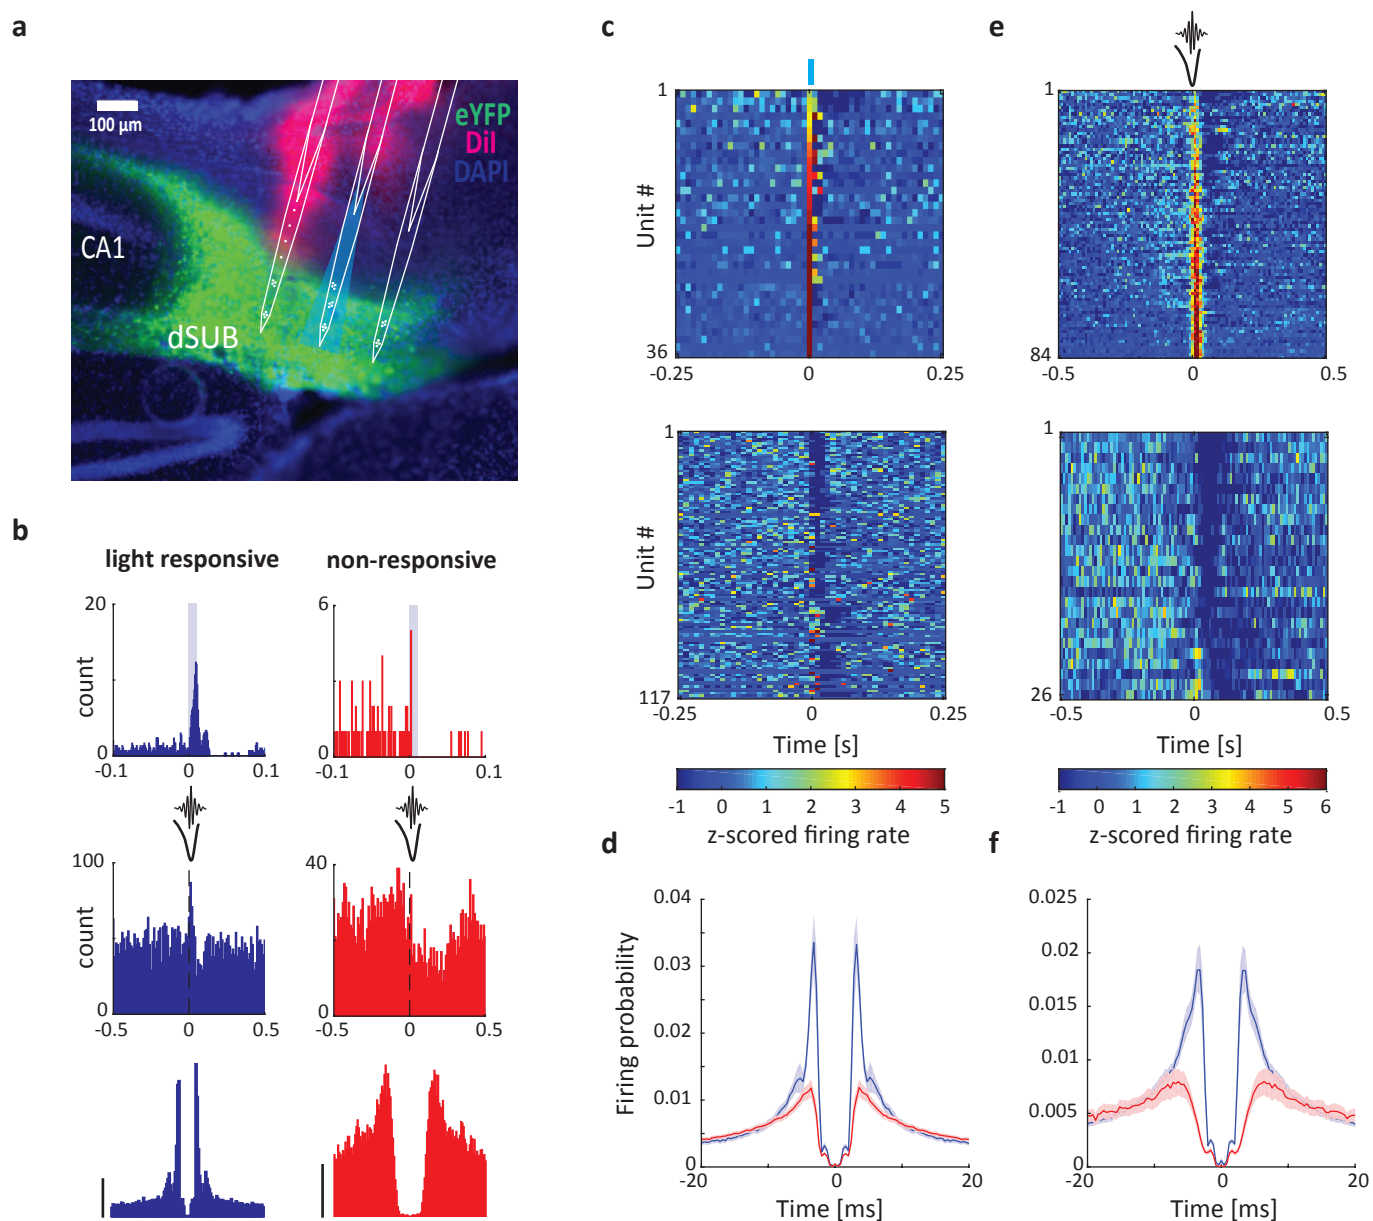 a
100 µm
eYFP
DiI
DAPI
CA1
dSUB
b
light responsive
non-responsive
20
0
count
-0.1
0
0.1
6
0
-0.1
0
0.1
100
0
count
-0.5
0
0.5
40
0
-0.5
0
0.5
c
1
36
Unit #
-0.25
0
0.25
1
117
Unit #
-0.25
0
0.25
Time [s]
-1
0
1
2
3
4
5
z-scored firing rate
d
0.04
0.03
0.02
0.01
0
Firing probability
-20
0
20
Time [ms]
e
1
84
-0.5
0
0.5
1
26
-0.5
0
0.5
Time [s]
-1
0
1
2
3
4
5
6
z-scored firing rate
f
0.025
0.02
0.015
0.01
0.005
0
-20
0
20
Time [ms]